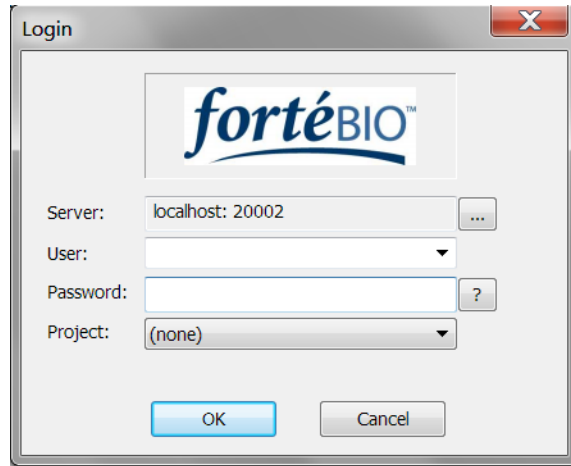 Login
fortéBIO™
Server: localhost: 20002 ...
User:
Password: ?
Project: (none)
OK Cancel